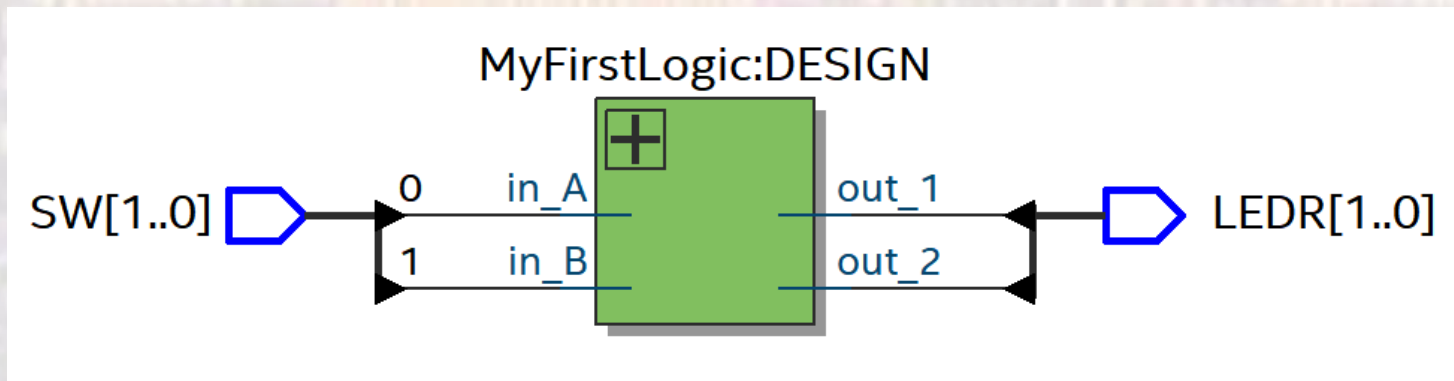 MyFirstLogic:DESIGN
SW[1..0] 0 in_A out_1 LEDR[1..0]
1 in_B out_2